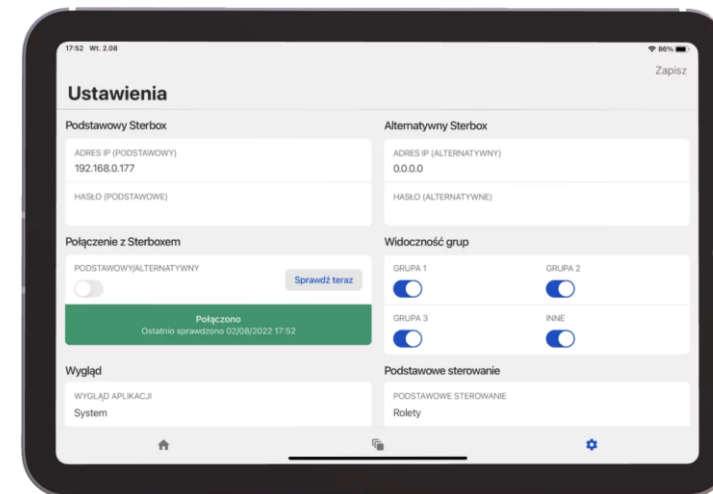 17:52 Wt. 2.08
86%
Zapisz
Ustawienia
Podstawowy Sterbox
ADRES IP (PODSTAWOWY)
192.168.0.177
HASŁO (PODSTAWOWE)
Alternatywny Sterbox
ADRES IP (ALTERNATYWNY)
0.0.0.0
HASŁO (ALTERNATYWNE)
Połączenie z Sterboxem
PODSTAWOWY/ALTERNATYWNY
Sprawdź teraz
Połączono
Ostatnio sprawdzono 02/08/2022 17:52
Widoczność grup
GRUPA 1
GRUPA 2
GRUPA 3
INNE
Wygląd
WYGLĄD APLIKACJI
System
Podstawowe sterowanie
PODSTAWOWE STEROWANIE
Rolety